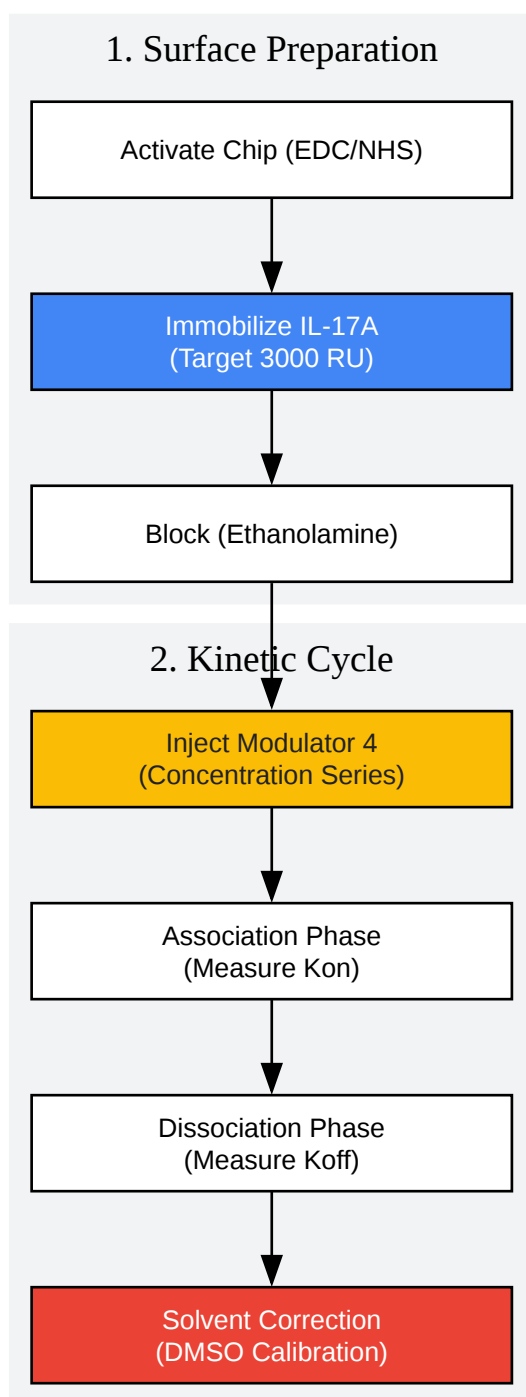 1. Surface Preparation
Activate Chip (EDC/NHS)
Immobilize IL-17A
(Target 3000 RU)
Block (Ethanolamine)
2. Kinetic Cycle
Inject Modulator 4
(Concentration Series)
Association Phase
(Measure Kon)
Dissociation Phase
(Measure Koff)
Solvent Correction
(DMSO Calibration)